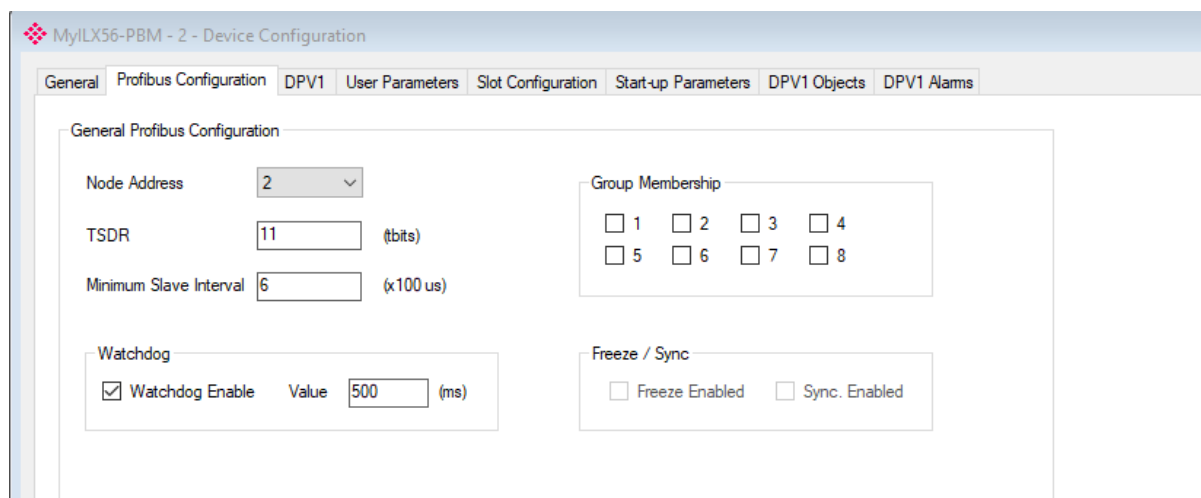 MyILX56-PBM - 2 - Device Configuration
General Profibus Configuration DPV1 User Parameters Slot Configuration Start-up Parameters DPV1 Objects DPV1 Alarms
General Profibus Configuration
Node Address 2
TSDR 11 (tbits)
Minimum Slave Interval 6 (x100 us)
Group Membership
1 2 3 4
5 6 7 8
Watchdog
Watchdog Enable Value 500 (ms)
Freeze / Sync
Freeze Enabled Sync. Enabled